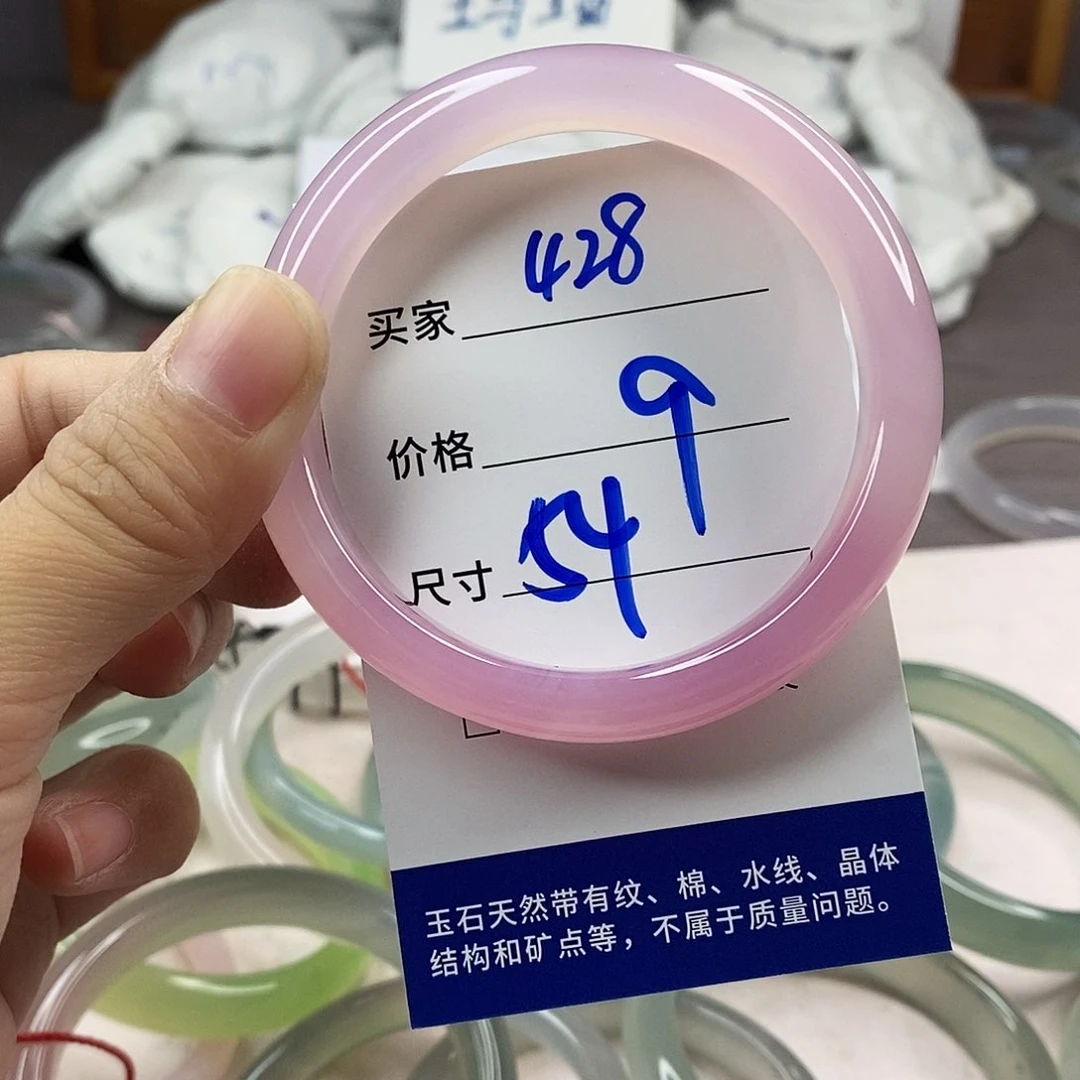 买家 428
价格 9
尺寸 54
玉石天然带有纹、棉、水线、晶体
结构和矿点等，不属于质量问题。